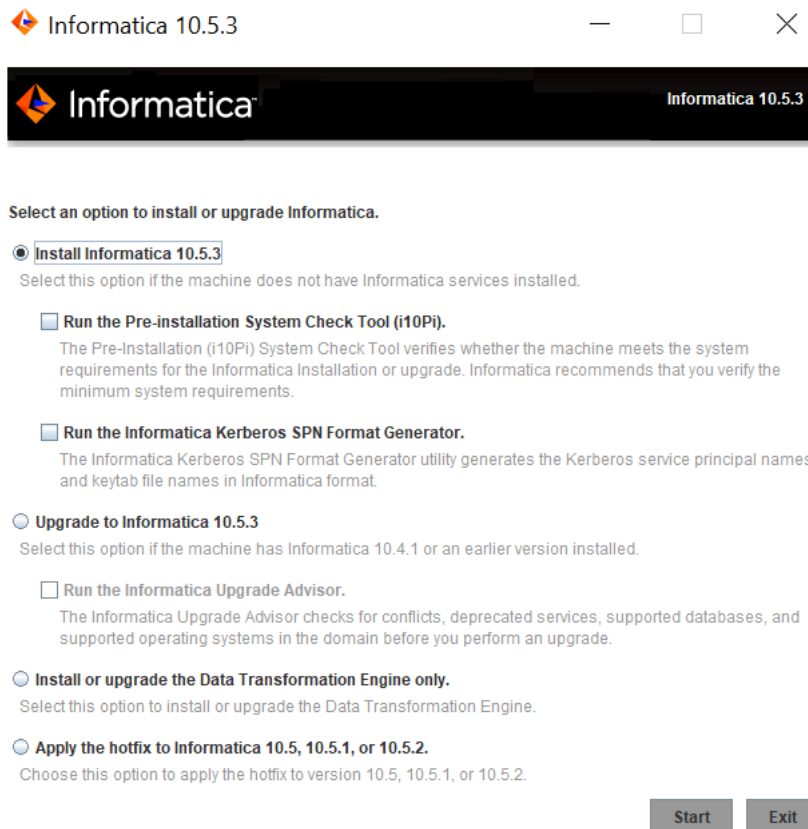 Informatica 10.5.3
Informatica
Informatica 10.5.3
Select an option to install or upgrade Informatica.
Install Informatica 10.5.3
Select this option if the machine does not have Informatica services installed.
Run the Pre-installation System Check Tool (i10Pi).
The Pre-Installation (i10Pi) System Check Tool verifies whether the machine meets the system
requirements for the Informatica Installation or upgrade. Informatica recommends that you verify the
minimum system requirements.
Run the Informatica Kerberos SPN Format Generator.
The Informatica Kerberos SPN Format Generator utility generates the Kerberos service principal names
and keytab file names in Informatica format.
Upgrade to Informatica 10.5.3
Select this option if the machine has Informatica 10.4.1 or an earlier version installed.
Run the Informatica Upgrade Advisor.
The Informatica Upgrade Advisor checks for conflicts, deprecated services, supported databases, and
supported operating systems in the domain before you perform an upgrade.
Install or upgrade the Data Transformation Engine only.
Select this option to install or upgrade the Data Transformation Engine.
Apply the hotfix to Informatica 10.5, 10.5.1, or 10.5.2.
Choose this option to apply the hotfix to version 10.5, 10.5.1, or 10.5.2.
Start Exit